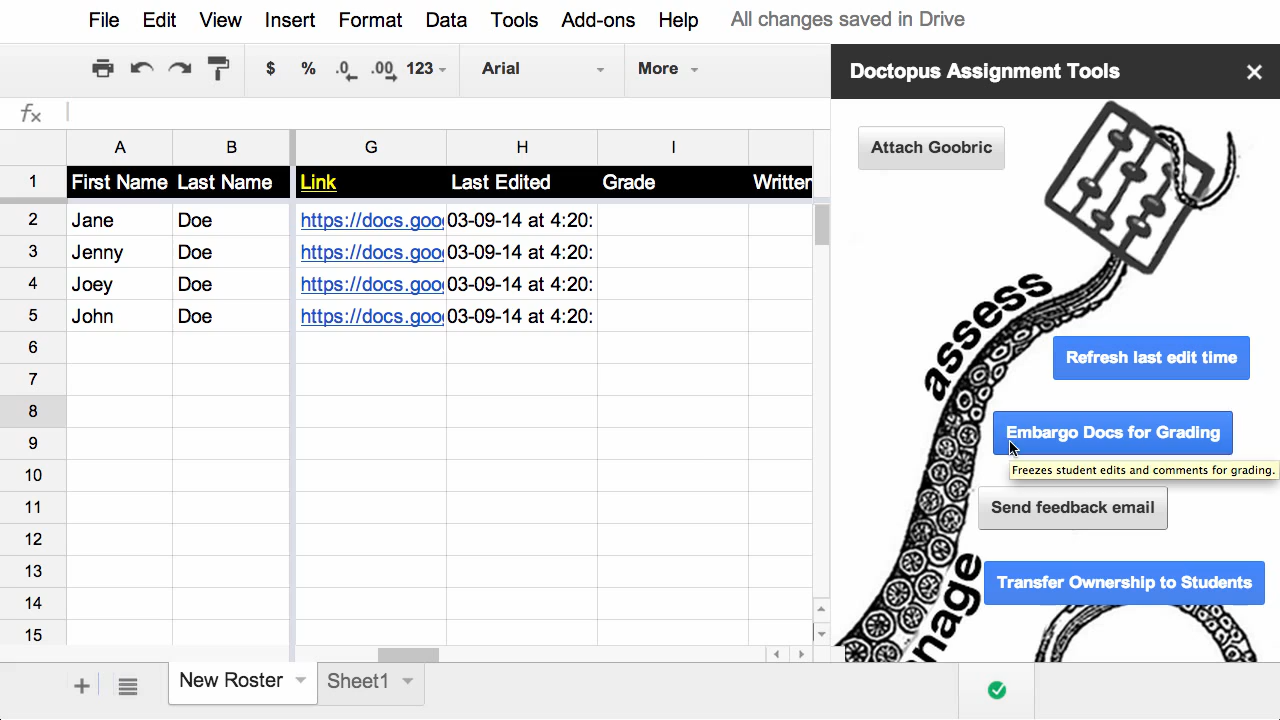 File Edit View Insert Format Data Tools Add-ons Help All changes saved in Drive
$ % .0 .00 123 Arial More
Doctopus Assignment Tools
fx
Attach Goobric
A B G H I
1 First Name Last Name Link Last Edited Grade Written
2 Jane Doe https://docs.goo 03-09-14 at 4:20:
3 Jenny Doe https://docs.goo 03-09-14 at 4:20:
4 Joey Doe https://docs.goo 03-09-14 at 4:20:
5 John Doe https://docs.goo 03-09-14 at 4:20:
6
7
8
9
10
11
12
13
14
15
assess
Refresh last edit time
Embargo Docs for Grading
Freezes student edits and comments for grading.
Send feedback email
Transfer Ownership to Students
nage
New Roster Sheet1